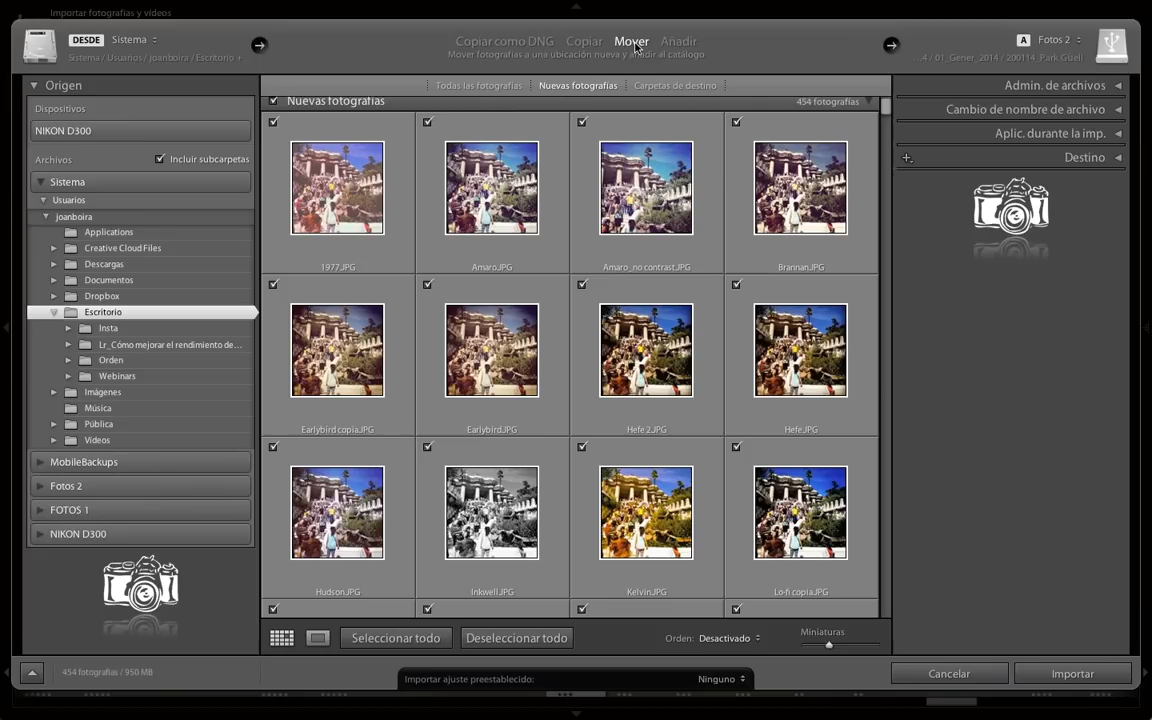 Importar fotografías y vídeos
DESDE Sistema
Sistema / Usuarios / joanboira / Escritorio +
Copiar como DNG Copiar Mover Añadir
Mover fotografías a una ubicación nueva y añadir al catálogo
A Fotos 2
...4 / 01_Gener_2014 / 200114_Park.Güell
Origen
Dispositivos
NIKON D300
Archivos Incluir subcarpetas
Sistema
Usuarios
joanboira
Applications
Creative Cloud Files
Descargas
Documentos
Dropbox
Escritorio
Insta
Lr_Cómo mejorar el rendimiento de...
Orden
Webinars
Imágenes
Música
Pública
Vídeos
MobileBackups
Fotos 2
FOTOS 1
NIKON D300
Todas las fotografías Nuevas fotografías Carpetas de destino
Nuevas fotografías 454 fotografías
1977.JPG Amaro.JPG Amaro_no contrast.JPG Brannan.JPG
Earlybird copia.JPG Earlybird.JPG Hefe 2.JPG Hefe.JPG
Hudson.JPG Inkwell.JPG Kelvin.JPG Lo-fi copia.JPG
Seleccionar todo Deseleccionar todo Orden: Desactivado Miniaturas
Admin. de archivos
Cambio de nombre de archivo
Aplic. durante la imp.
Destino
454 fotografías / 950 MB
Importar ajuste preestablecido: Ninguno
Cancelar Importar